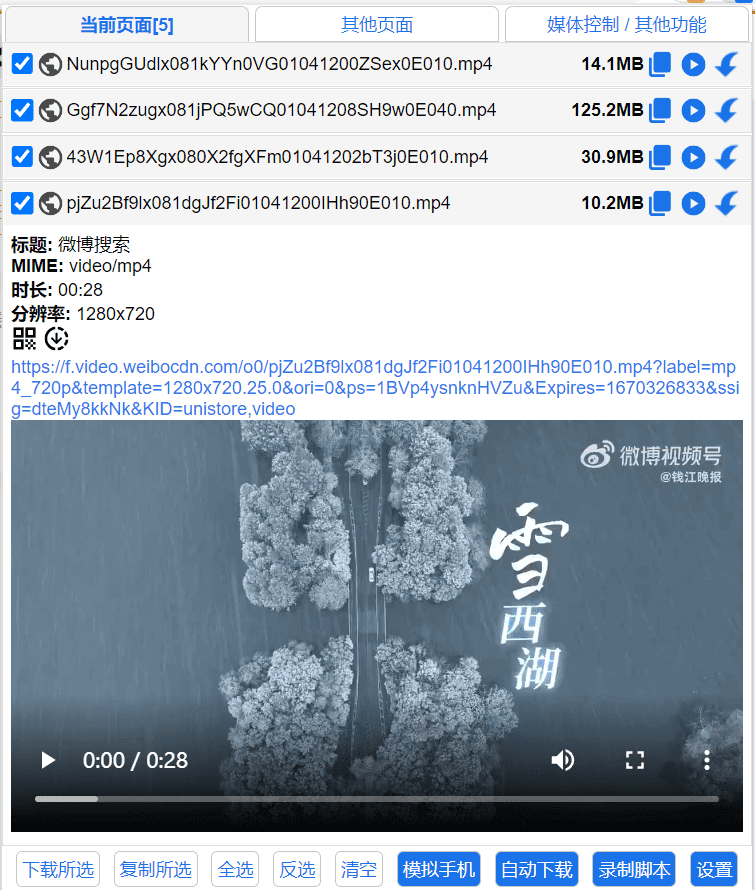 当前页面[5]
其他页面
媒体控制 / 其他功能
NunpgGUdlx081kYYn0VG01041200ZSex0E010.mp4 14.1MB
Ggf7N2zugx081jPQ5wCQ01041208SH9w0E040.mp4 125.2MB
43W1Ep8Xgx080X2fgXFm01041202bT3j0E010.mp4 30.9MB
pjZu2Bf9lx081dgJf2Fi01041200IHh90E010.mp4 10.2MB
标题: 微博搜索
MIME: video/mp4
时长: 00:28
分辨率: 1280x720
https://f.video.weibocdn.com/o0/pjZu2Bf9lx081dgJf2Fi01041200IHh90E010.mp4?label=mp
4_720p&template=1280x720.25.0&ori=0&ps=1BVp4ysnknHVZu&Expires=1670326833&ssi
g=dteMy8kkNk&KID=unistore,video
微博视频号
@钱江晚报
雪
西
湖
0:00 / 0:28
下载所选 复制所选 全选 反选 清空 模拟手机 自动下载 录制脚本 设置